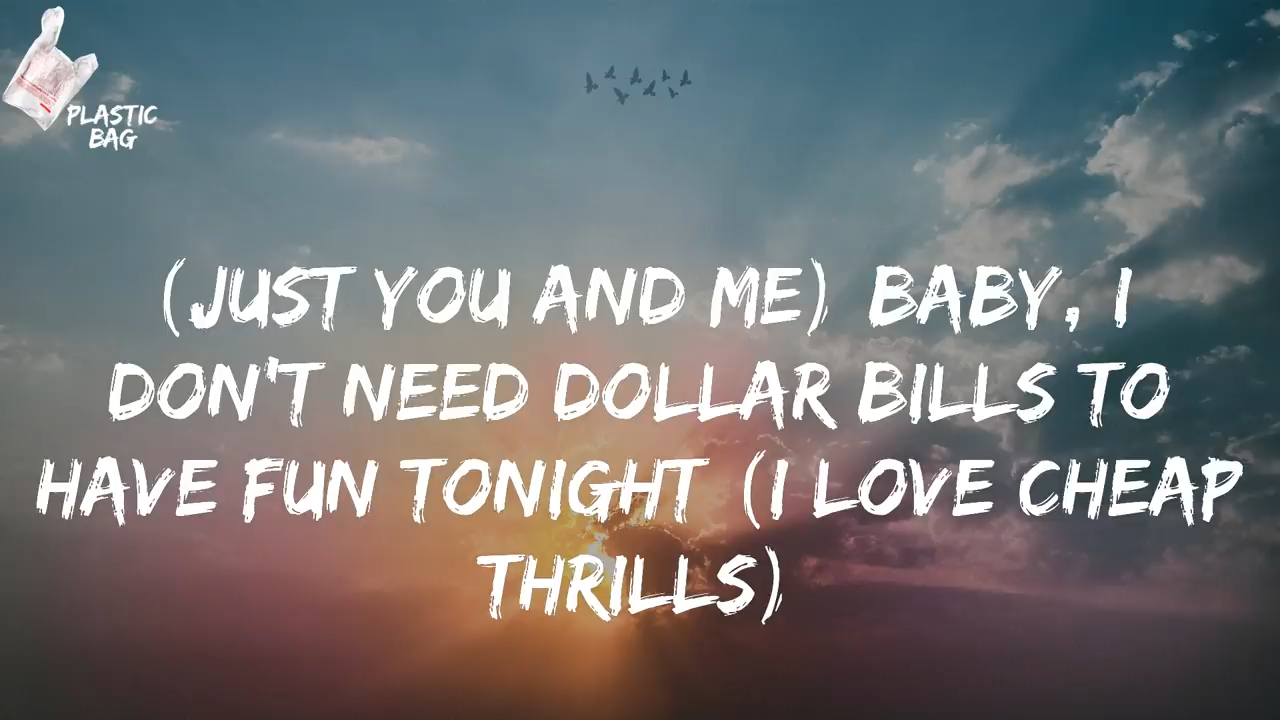 PLASTIC
BAG
(JUST YOU AND ME) BABY, I
DON'T NEED DOLLAR BILLS TO
HAVE FUN TONIGHT (I LOVE CHEAP
THRILLS)